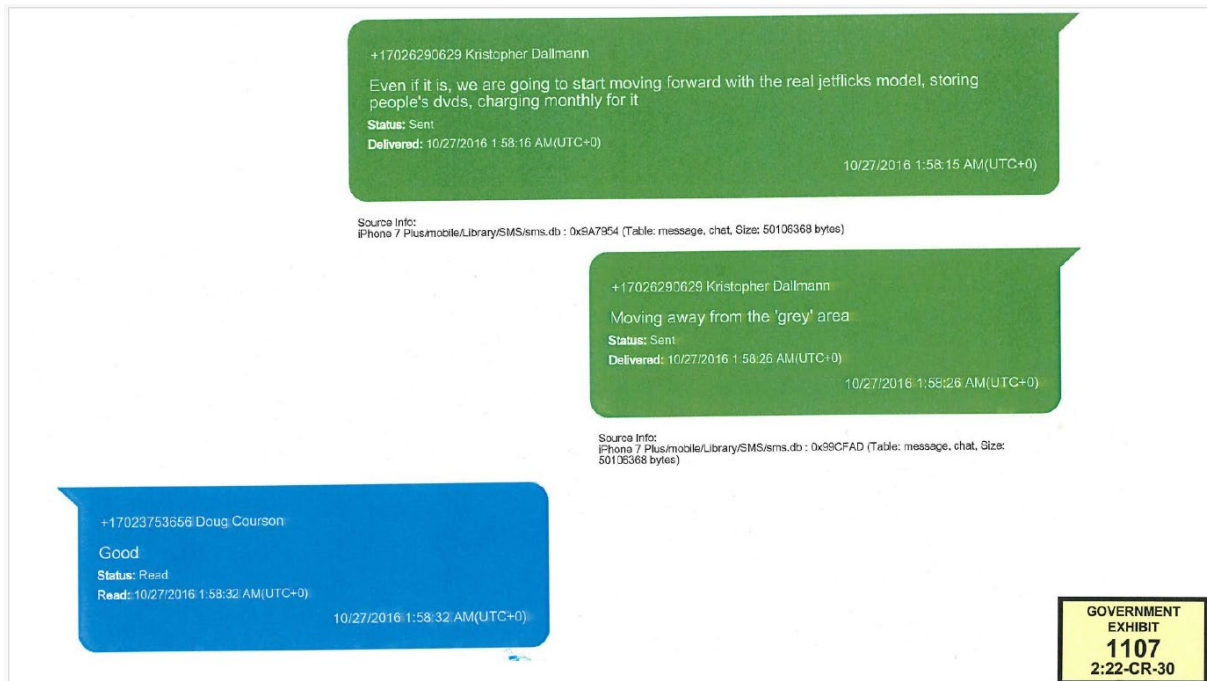 +17026290629 Kristopher Dallmann
Even if it is, we are going to start moving forward with the real jetflicks model, storing
people's dvds, charging monthly for it
Status: Sent
Delivered: 10/27/2016 1:58:16 AM(UTC+0)
10/27/2016 1:58:15 AM(UTC+0)
Source Info:
iPhone 7 Plus/mobile/Library/SMS/sms.db : 0x9A7954 (Table: message, chat, Size: 50106368 bytes)
+17026290629 Kristopher Dallmann
Moving away from the 'grey' area
Status: Sent
Delivered: 10/27/2016 1:58:26 AM(UTC+0)
10/27/2016 1:58:26 AM(UTC+0)
Source Info:
iPhone 7 Plus/mobile/Library/SMS/sms.db : 0x99CFAD (Table: message, chat, Size:
50106368 bytes)
+17023753656 Doug Courson
Good
Status: Read
Read: 10/27/2016 1:58:32 AM(UTC+0)
10/27/2016 1:58:32 AM(UTC+0)
GOVERNMENT
EXHIBIT
1107
2:22-CR-30